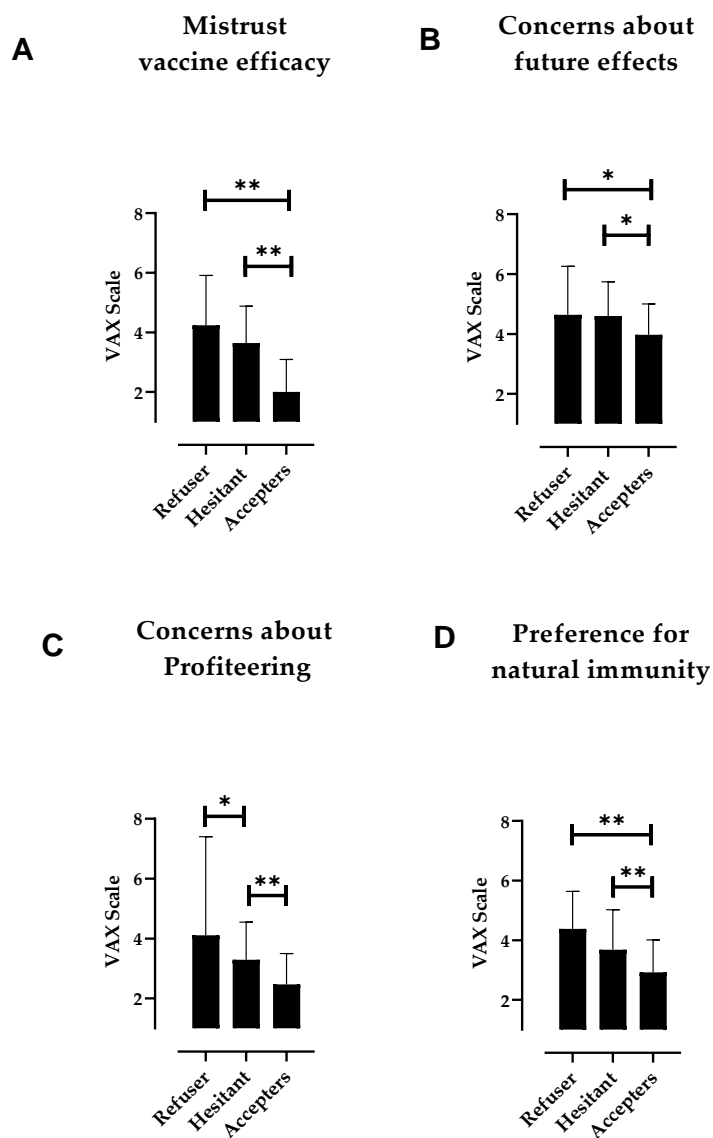 A
Mistrust
vaccine efficacy
VAX Scale
8
6
4
2
**
**
Refuser
Hesitant
Accepters
B
Concerns about
future effects
VAX Scale
8
6
4
2
*
*
Refuser
Hesitant
Accepters
C
Concerns about
Profiteering
VAX Scale
8
6
4
2
*
**
Refuser
Hesitant
Accepters
D
Preference for
natural immunity
VAX Scale
8
6
4
2
**
**
Refuser
Hesitant
Accepters